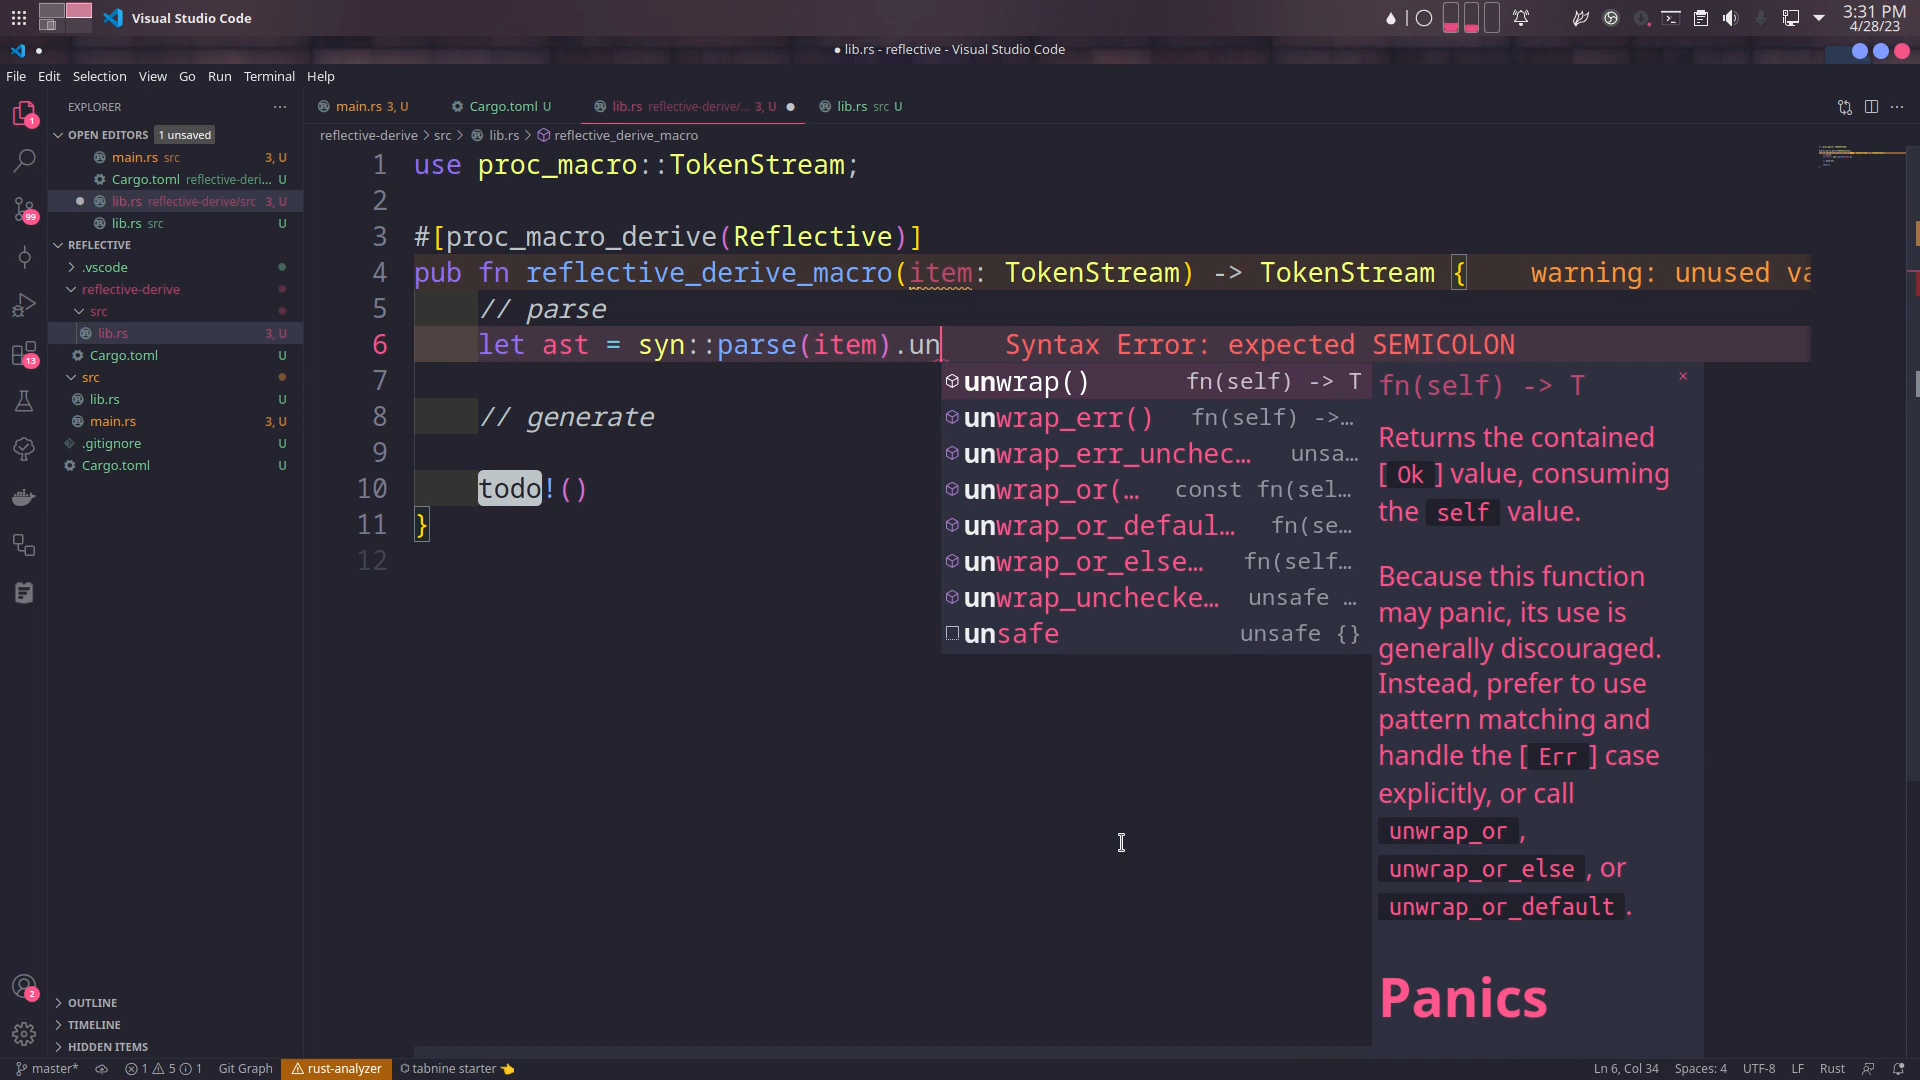 Visual Studio Code
3:31 PM
4/28/23
● lib.rs - reflective - Visual Studio Code
File Edit Selection View Go Run Terminal Help
EXPLORER
OPEN EDITORS 1 unsaved
main.rs src 3, U
Cargo.toml reflective-deri... U
lib.rs reflective-derive/src 3, U
lib.rs src U
REFLECTIVE
.vscode
reflective-derive
src
lib.rs 3, U
Cargo.toml U
src
lib.rs U
main.rs 3, U
.gitignore U
Cargo.toml U
OUTLINE
TIMELINE
HIDDEN ITEMS
1
99
13
2
main.rs 3, U Cargo.toml U lib.rs reflective-derive/... 3, U lib.rs src U
reflective-derive > src > lib.rs > reflective_derive_macro
1 use proc_macro::TokenStream;
2
3 #[proc_macro_derive(Reflective)]
4 pub fn reflective_derive_macro(item: TokenStream) -> TokenStream { warning: unused va
5 // parse
6 let ast = syn::parse(item).un Syntax Error: expected SEMICOLON
7
8 // generate
9
10 todo!()
11 }
12
unwrap() fn(self) -> T
unwrap_err() fn(self) ->…
unwrap_err_unchec… unsa…
unwrap_or(… const fn(sel…
unwrap_or_defaul… fn(se…
unwrap_or_else… fn(self…
unwrap_unchecke… unsafe …
unsafe unsafe {}
fn(self) -> T
Returns the contained
[ Ok ] value, consuming
the self value.
Because this function
may panic, its use is
generally discouraged.
Instead, prefer to use
pattern matching and
handle the [ Err ] case
explicitly, or call
unwrap_or ,
unwrap_or_else , or
unwrap_or_default .
Panics
master* 1 5 1 Git Graph rust-analyzer tabnine starter Ln 6, Col 34 Spaces: 4 UTF-8 LF Rust